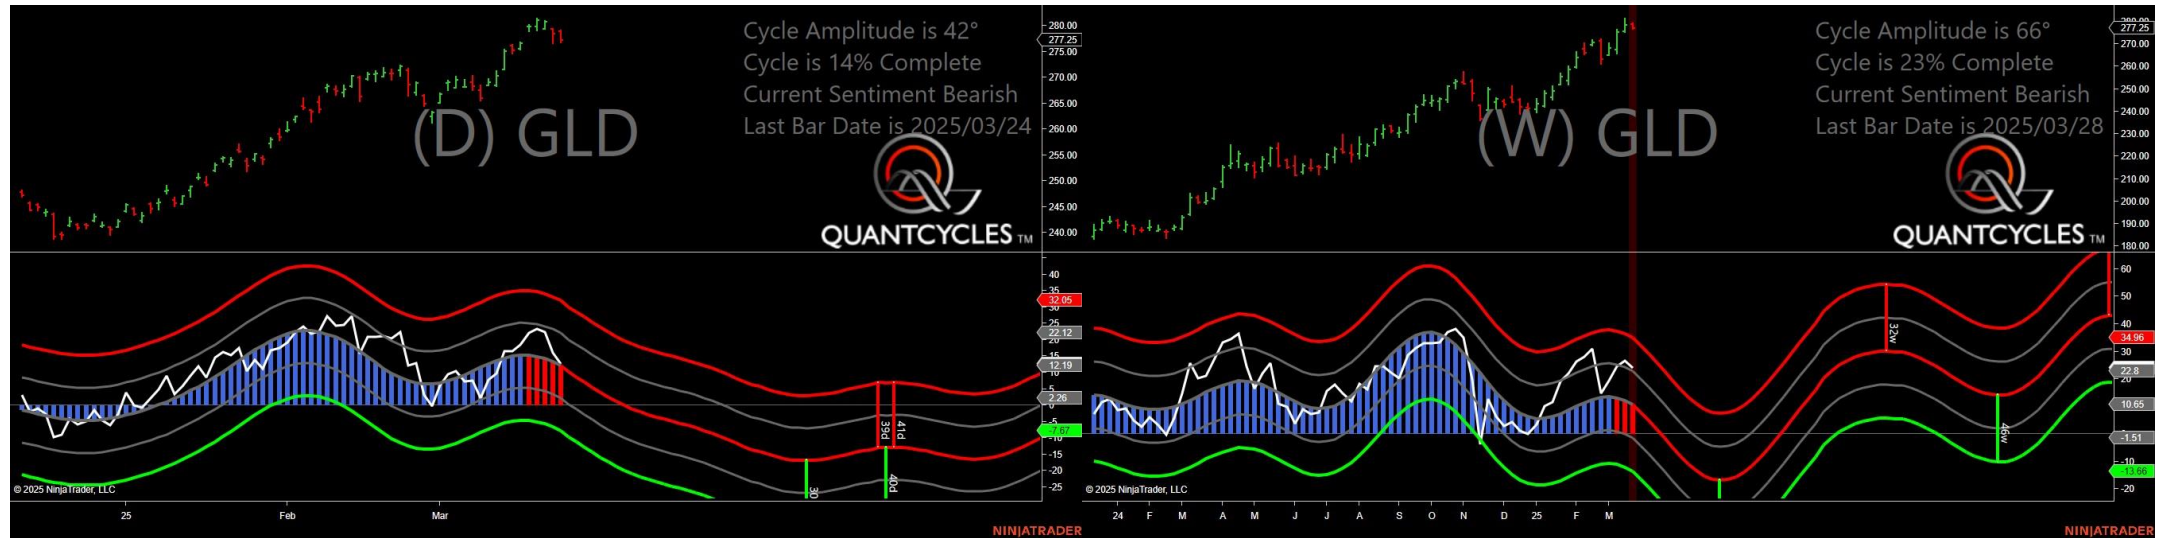 Cycle Amplitude is 42°
Cycle is 14% Complete
Current Sentiment Bearish
Last Bar Date is 2025/03/24
(D) GLD
QUANTCYCLES TM
280.00
277.25
275.00
270.00
265.00
260.00
255.00
250.00
245.00
240.00
40
35
32.05
30
25
22.12
20
15
12.19
10
5
2.26
0
-5
-7.67
-10
-15
-20
-25
39d
41d
30
40d
© 2025 NinjaTrader, LLC
25 Feb Mar
NINJATRADER
Cycle Amplitude is 66°
Cycle is 23% Complete
Current Sentiment Bearish
Last Bar Date is 2025/03/28
(W) GLD
QUANTCYCLES TM
280.00
277.25
270.00
260.00
250.00
240.00
230.00
220.00
210.00
200.00
190.00
180.00
60
50
40
34.96
30
22.8
20
10.65
0
-1.51
-10
-13.66
-20
32w
46w
© 2025 NinjaTrader, LLC
24 F M A M J J A S O N D 25 F M
NINJATRADER